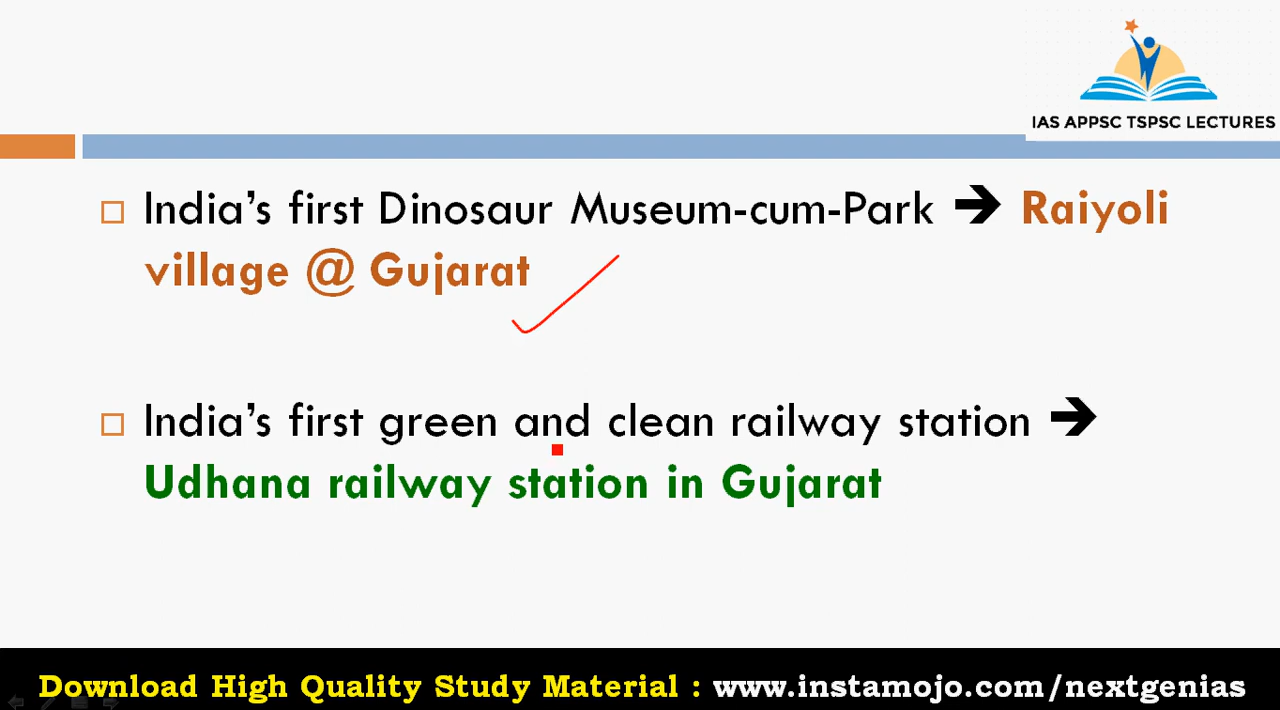 IAS APPSC TSPSC LECTURES
India’s first Dinosaur Museum-cum-Park ➔ Raiyoli
village @ Gujarat
India’s first green and clean railway station ➔
Udhana railway station in Gujarat
Download High Quality Study Material : www.instamojo.com/nextgenias